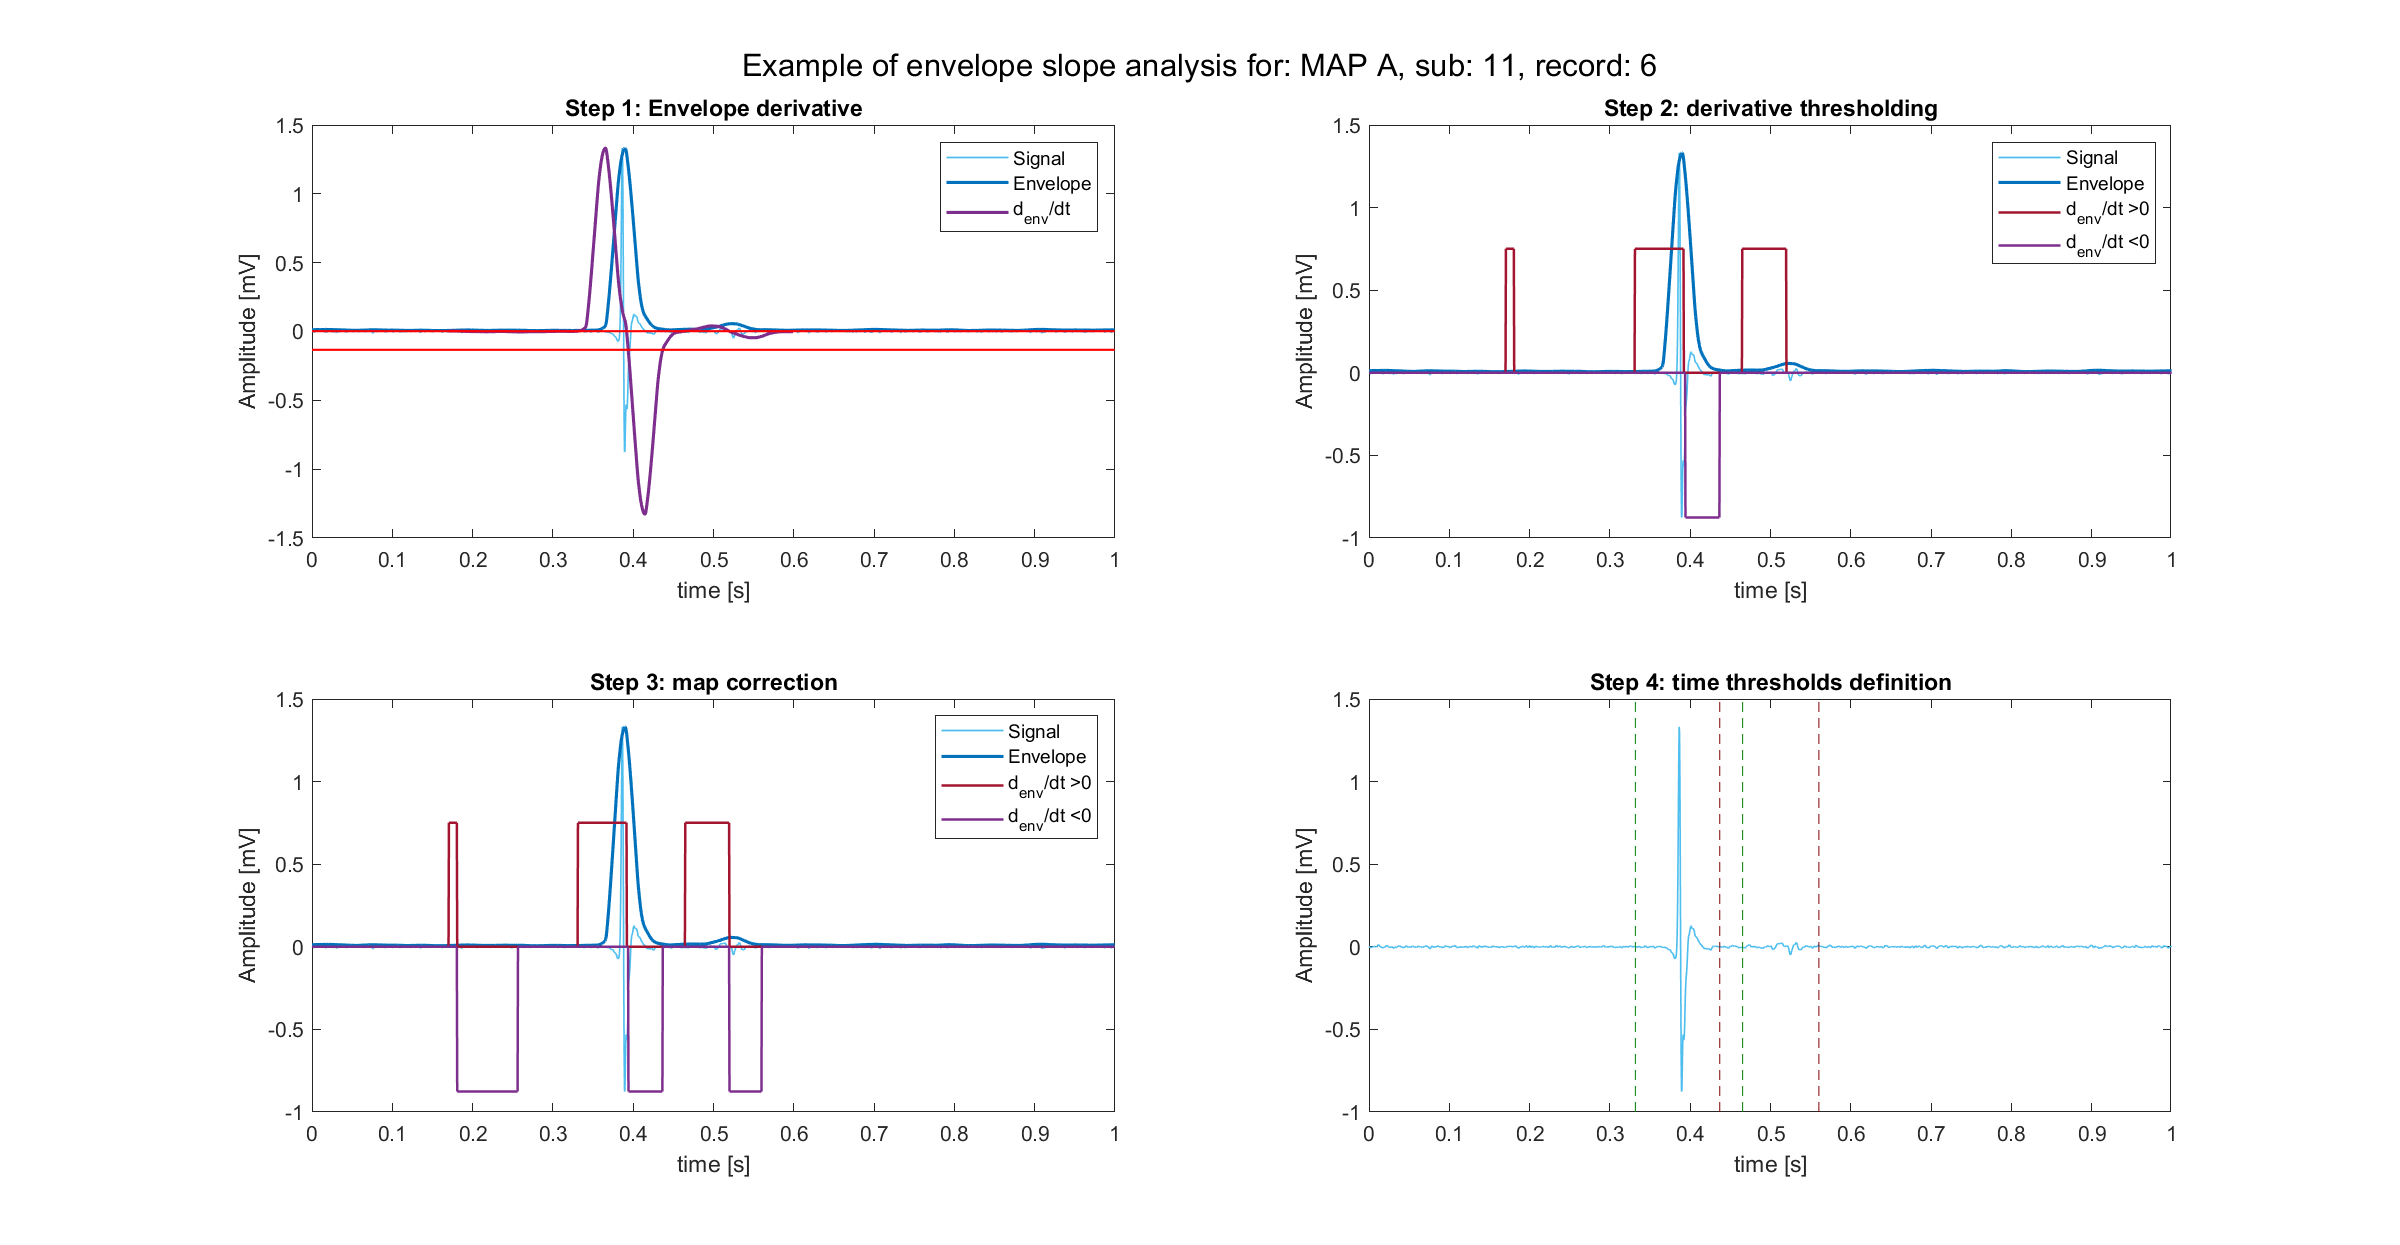 Example of envelope slope analysis for: MAP A, sub: 11, record: 6
Step 1: Envelope derivative
1.5
1
0.5
0
-0.5
-1
-1.5
Amplitude [mV]
0 0.1 0.2 0.3 0.4 0.5 0.6 0.7 0.8 0.9 1
time [s]
Signal
Envelope
d_env/dt
Step 2: derivative thresholding
1.5
1
0.5
0
-0.5
-1
Amplitude [mV]
0 0.1 0.2 0.3 0.4 0.5 0.6 0.7 0.8 0.9 1
time [s]
Signal
Envelope
d_env/dt >0
d_env/dt <0
Step 3: map correction
1.5
1
0.5
0
-0.5
-1
Amplitude [mV]
0 0.1 0.2 0.3 0.4 0.5 0.6 0.7 0.8 0.9 1
time [s]
Signal
Envelope
d_env/dt >0
d_env/dt <0
Step 4: time thresholds definition
1.5
1
0.5
0
-0.5
-1
Amplitude [mV]
0 0.1 0.2 0.3 0.4 0.5 0.6 0.7 0.8 0.9 1
time [s]